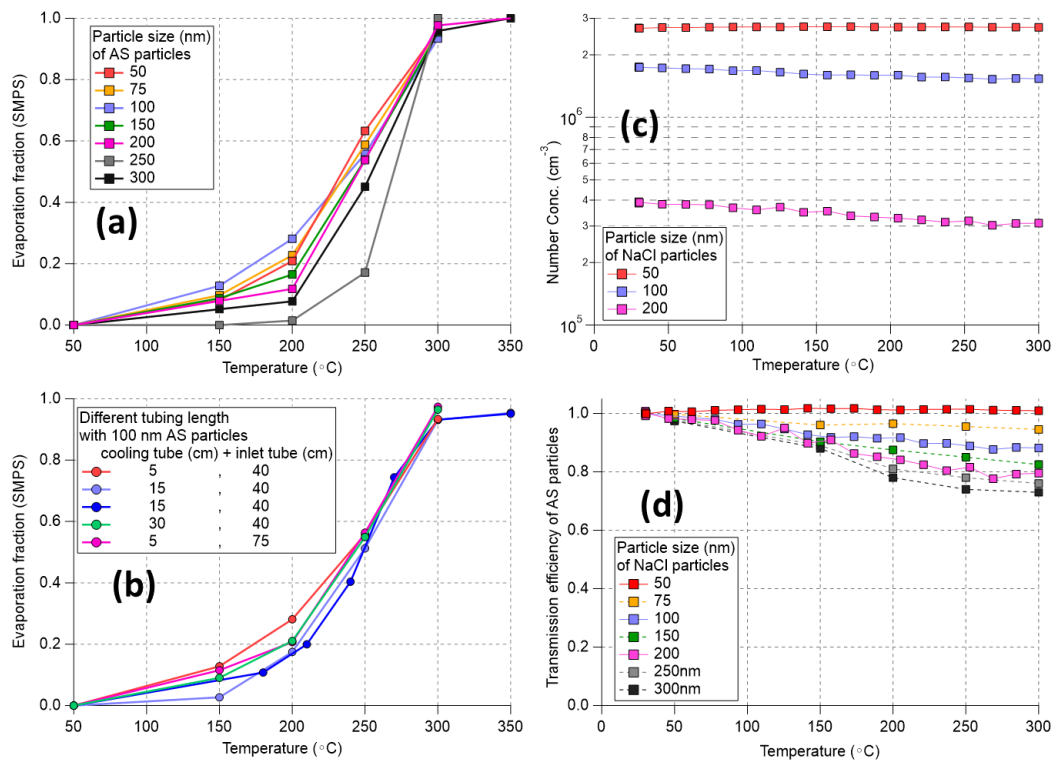 (a)
Particle size (nm)
of AS particles
50
75
100
150
200
250
300
Evaporation fraction (SMPS)
1.0
0.8
0.6
0.4
0.2
0.0
50 100 150 200 250 300 350
Temperature (○C)
(c)
Number Conc. (cm-3)
3
2
10^6
9
8
7
6
5
4
3
2
10^5
Particle size (nm)
of NaCl particles
50
100
200
0 50 100 150 200 250 300
Tmeperature (○C)
(b)
Different tubing length
with 100 nm AS particles
cooling tube (cm) + inlet tube (cm)
5 , 40
15 , 40
15 , 40
30 , 40
5 , 75
Evaporation fraction (SMPS)
1.0
0.8
0.6
0.4
0.2
0.0
50 100 150 200 250 300 350
Temperature (○C)
(d)
Transmission efficiency of AS particles
1.0
0.8
0.6
0.4
0.2
0.0
Particle size (nm)
of NaCl particles
50
75
100
150
200
250nm
300nm
0 50 100 150 200 250 300
Temperature (○C)